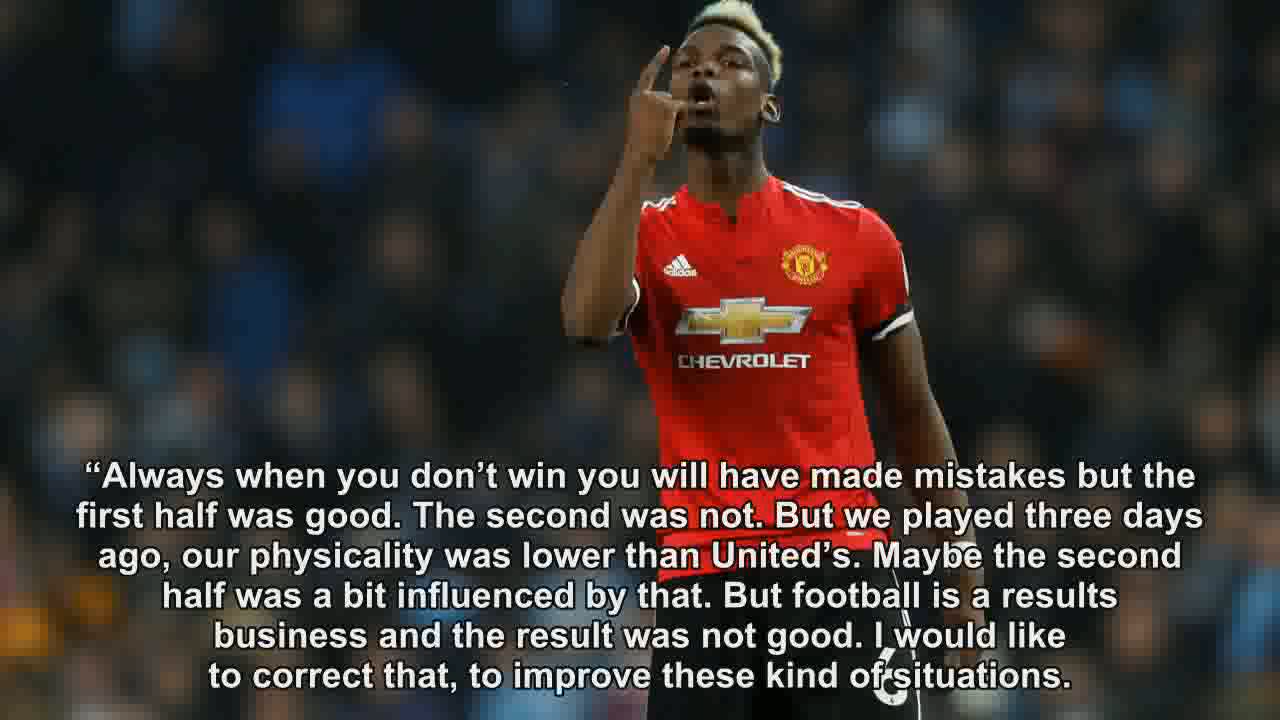 adidas
CHEVROLET
“Always when you don’t win you will have made mistakes but the
first half was good. The second was not. But we played three days
ago, our physicality was lower than United’s. Maybe the second
half was a bit influenced by that. But football is a results
business and the result was not good. I would like
to correct that, to improve these kind of situations.
6